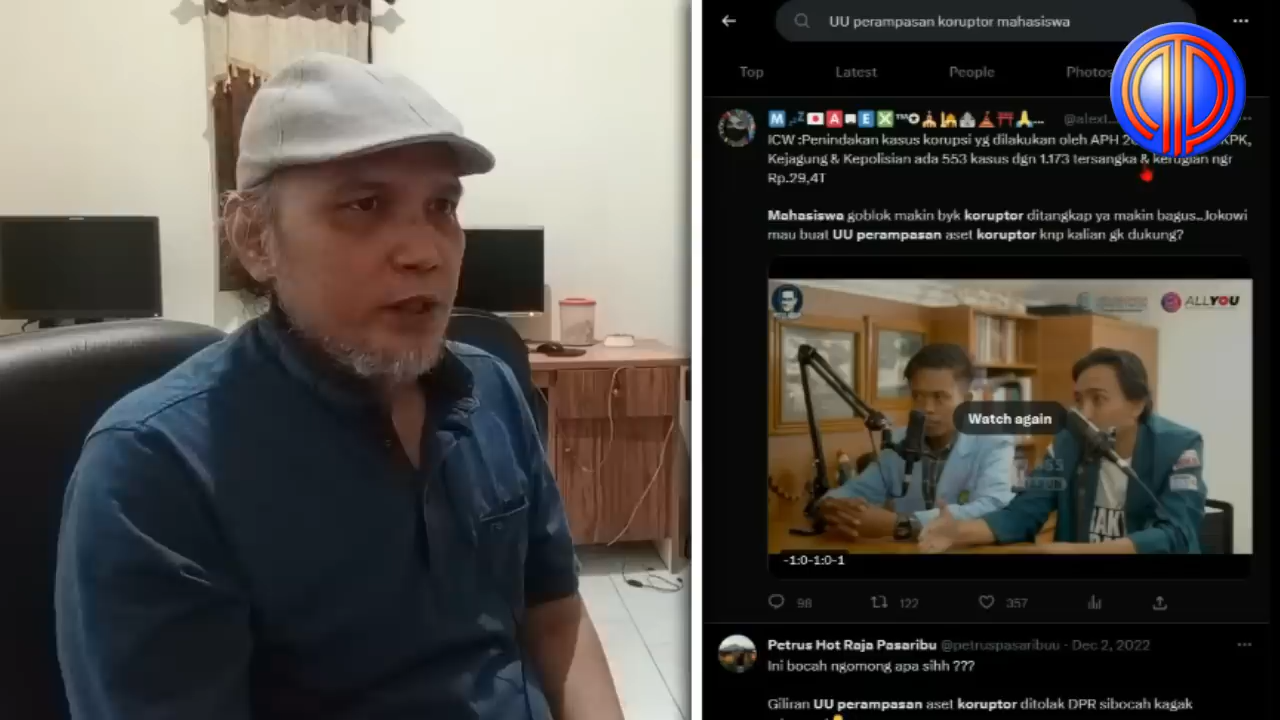 UU perampasan koruptor mahasiswa
Top Latest People Photos
@alext...
ICW :Penindakan kasus korupsi yg dilakukan oleh APH KPK,
Kejagung & Kepolisian ada 553 kasus dgn 1.173 tersangka & kerugian ngr
Rp.29,4T
Mahasiswa goblok makin byk koruptor ditangkap ya makin bagus..Jokowi
mau buat UU perampasan aset koruptor knp kalian gk dukung?
ALLYOU
Watch again
-1:0-1:0-1
98 122 357
Petrus Hot Raja Pasaribu @petruspasaribuu - Dec 2, 2022
Ini bocah ngomong apa sihh ???
Giliran UU perampasan aset koruptor ditolak DPR sibocah kagak